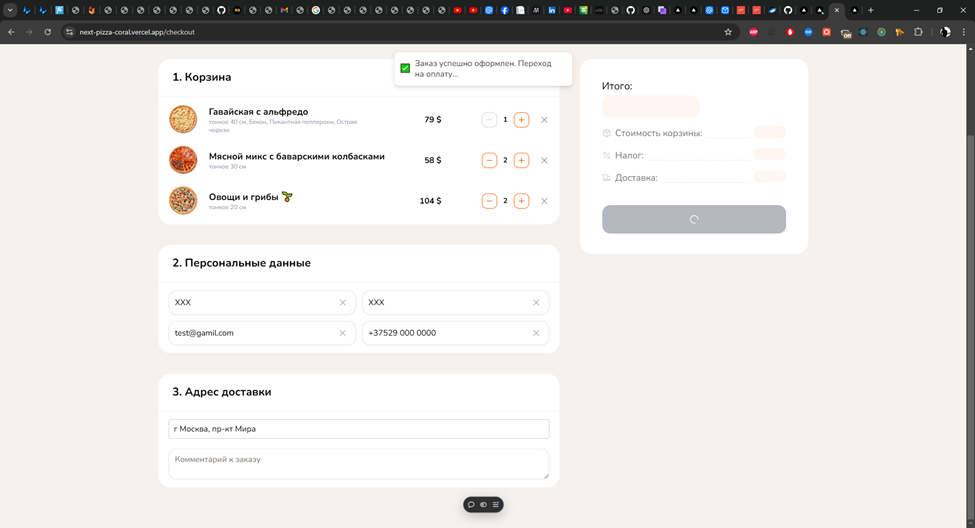 next-pizza-coral.vercel.app/checkout
Заказ успешно оформлен. Переход
на оплату...
1. Корзина
Гавайская с альфредо
тонкое 40 см, Бекон, Пикантная пепперони, Острая
чоризо
79 $
1
Мясной микс с баварскими колбасками
тонкое 30 см
58 $
2
Овощи и грибы
тонкое 20 см
104 $
2
Итого:
Стоимость корзины:
Налог:
Доставка:
2. Персональные данные
XXX
XXX
test@gamil.com
+37529 000 0000
3. Адрес доставки
г Москва, пр-кт Мира
Комментарий к заказу